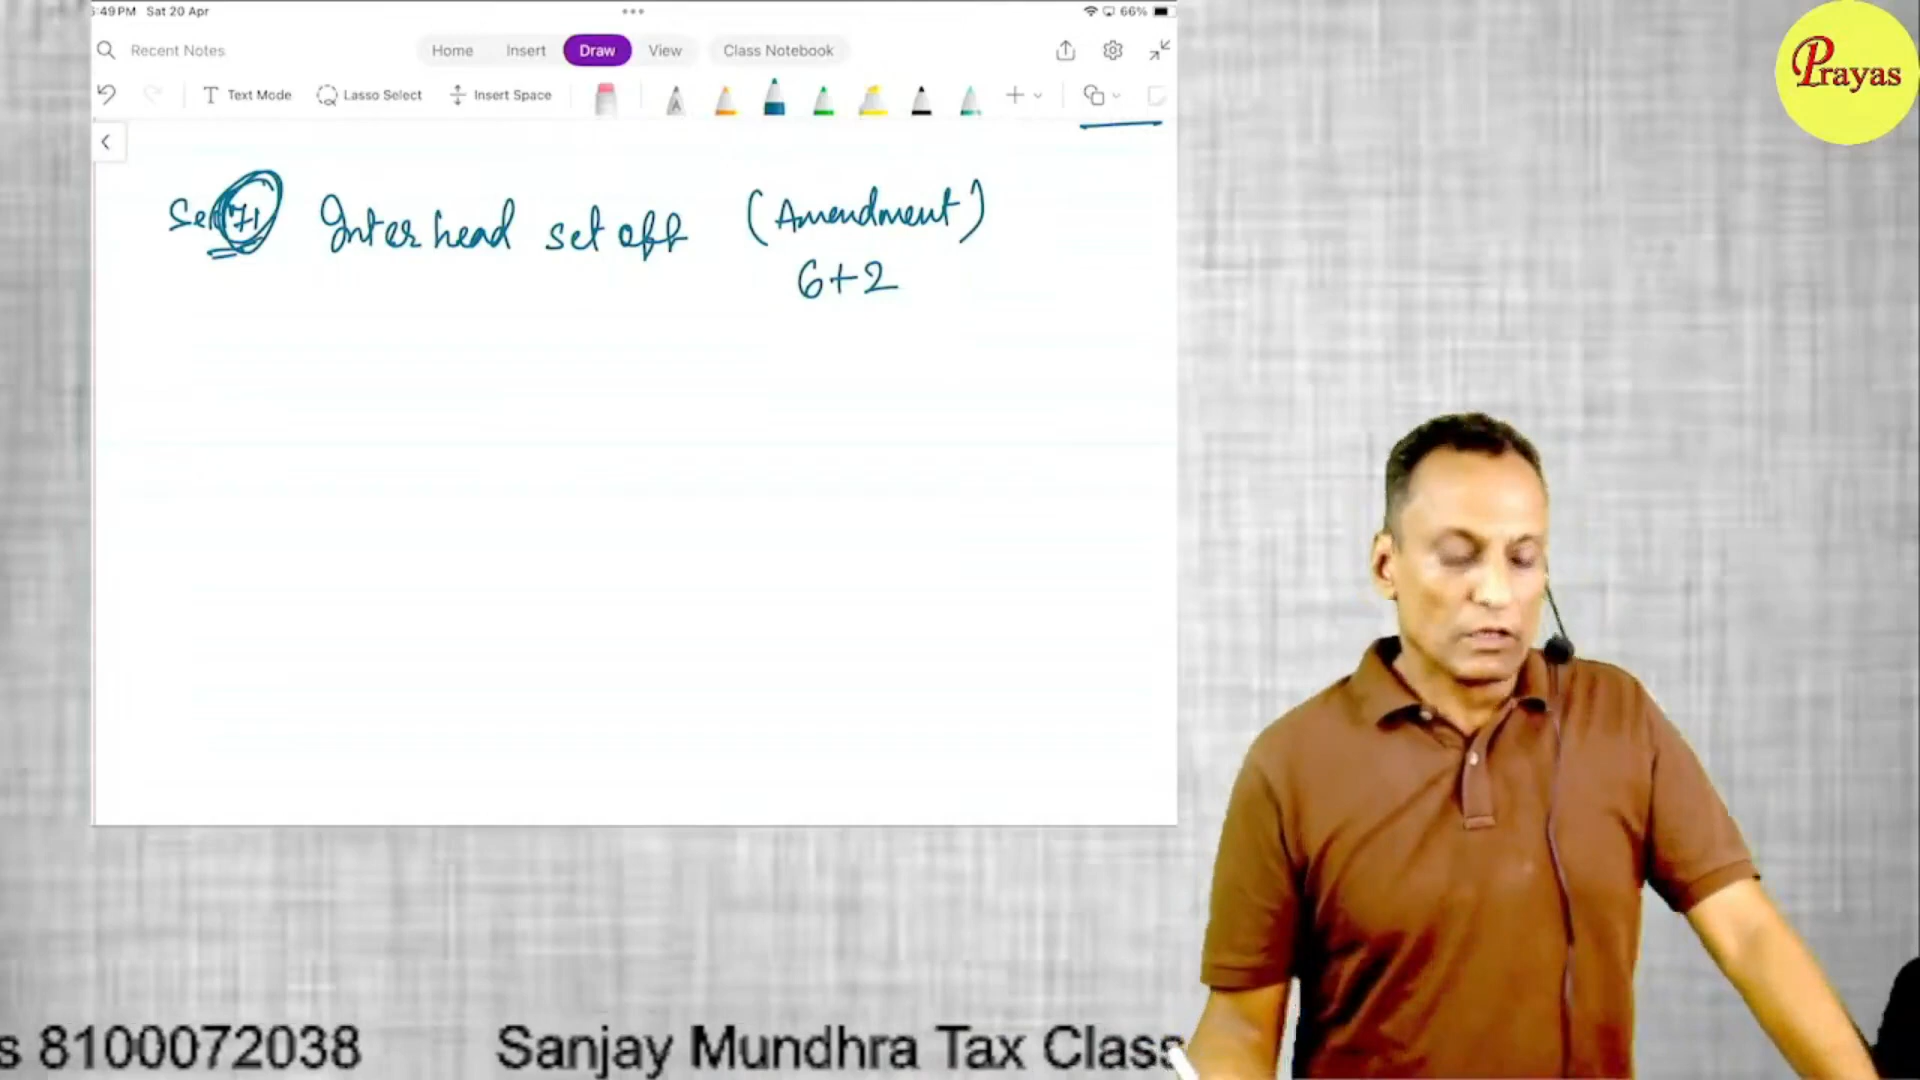 :49 PM Sat 20 Apr
66%
Prayas
Recent Notes
Home Insert Draw View Class Notebook
Text Mode Lasso Select Insert Space
A
Sec 71 Inter head set off (Amendment)
6+2
s 8100072038 Sanjay Mundhra Tax Class